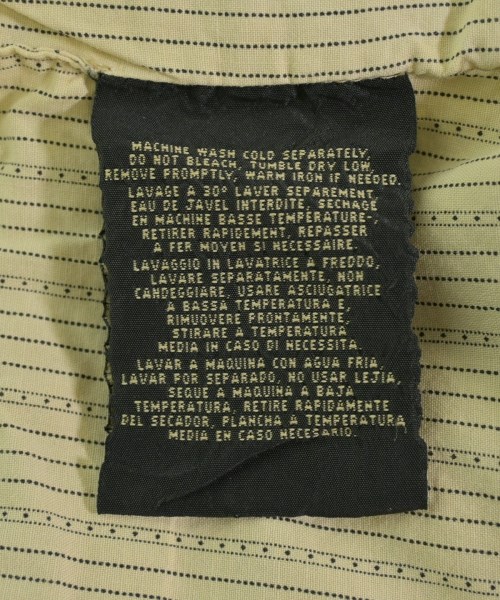 MACHINE WASH COLD SEPARATELY,
DO NOT BLEACH, TUMBLE DRY LOW,
REMOVE PROMPTLY, WARM IRON IF NEEDED.
LAVAGE A 30° LAVER SEPAREMENT,
EAU DE JAVEL INTERDITE, SECHAGE
EN MACHINE BASSE TEMPÉRATURE-,
RETIRER RAPIDEMENT, REPASSER
A FER MOYEN SI NECESSAIRE.
LAVAGGIO IN LAVATRICE A FREDDO,
LAVARE SEPARATAMENTE, NON
CANDEGGIARE, USARE ASCIUGATRICE
A BASSA TEMPERATURA E,
RIMUOVERE PRONTAMENTE,
STIRARE A TEMPERATURA
MEDIA IN CASO DI NECESSITA.
LAVAR A MAQUINA CON AGUA FRIA,
LAVAR POR SEPARADO, NO USAR LEJIA,
SEQUE A MAQUINA A BAJA
TEMPERATURA, RETIRE RAPIDAMENTE
DEL SECADOR, PLANCHA A TEMPERATURA
MEDIA EN CASO NECESARIO.